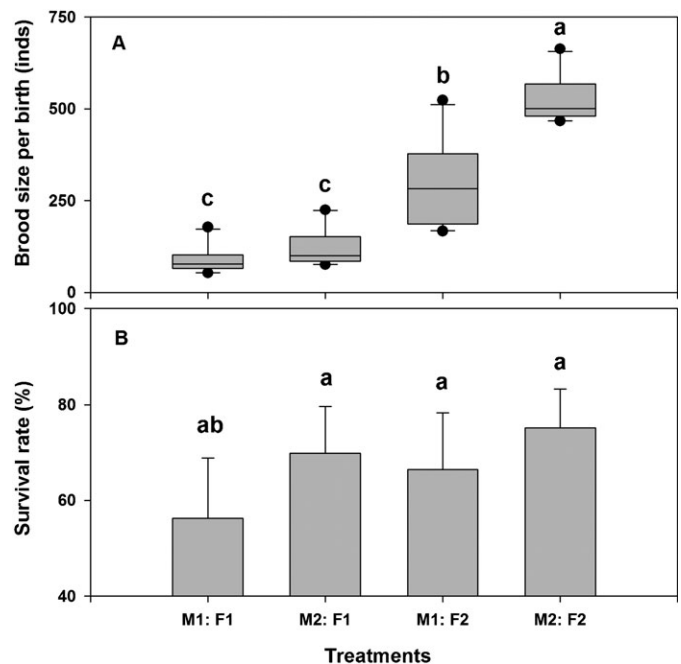 750
A
a
b
500
Brood size per birth (inds)
c
c
250
0
100
B
a
a
a
80
ab
Survival rate (%)
60
40
M1: F1
M2: F1
M1: F2
M2: F2
Treatments